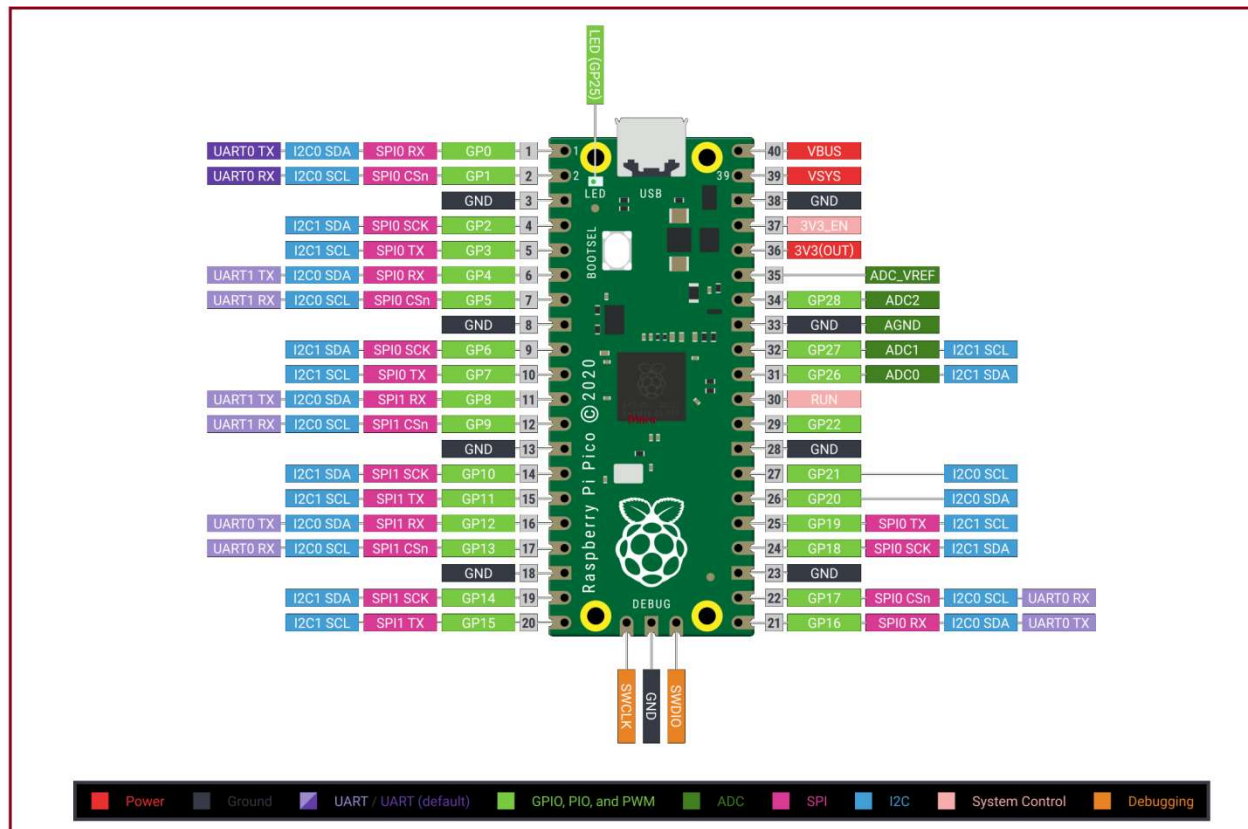 LED (GP25)
UART0 TX I2C0 SDA SPI0 RX GP0 1 1 40 VBUS
UART0 RX I2C0 SCL SPI0 CSn GP1 2 2 39 39 VSYS
LED USB
GND 3 38 GND
I2C1 SDA SPI0 SCK GP2 4 37 3V3_EN
I2C1 SCL SPI0 TX GP3 5 36 3V3(OUT)
BOOTSEL
UART1 TX I2C0 SDA SPI0 RX GP4 6 35 ADC_VREF
UART1 RX I2C0 SCL SPI0 CSn GP5 7 34 GP28 ADC2
GND 8 33 GND AGND
I2C1 SDA SPI0 SCK GP6 9 32 GP27 ADC1 I2C1 SCL
I2C1 SCL SPI0 TX GP7 10 31 GP26 ADC0 I2C1 SDA
UART1 TX I2C0 SDA SPI1 RX GP8 11 30 RUN
UART1 RX I2C0 SCL SPI1 CSn GP9 12 29 GP22
GND 13 28 GND
I2C1 SDA SPI1 SCK GP10 14 27 GP21 I2C0 SCL
I2C1 SCL SPI1 TX GP11 15 26 GP20 I2C0 SDA
UART0 TX I2C0 SDA SPI1 RX GP12 16 25 GP19 SPI0 TX I2C1 SCL
UART0 RX I2C0 SCL SPI1 CSn GP13 17 24 GP18 SPI0 SCK I2C1 SDA
GND 18 23 GND
I2C1 SDA SPI1 SCK GP14 19 22 GP17 SPI0 CSn I2C0 SCL UART0 RX
I2C1 SCL SPI1 TX GP15 20 21 GP16 SPI0 RX I2C0 SDA UART0 TX
Raspberry Pi Pico © 2020
DEBUG
SWCLK GND SWDIO
Power Ground UART / UART (default) GPIO, PIO, and PWM ADC SPI I2C System Control Debugging